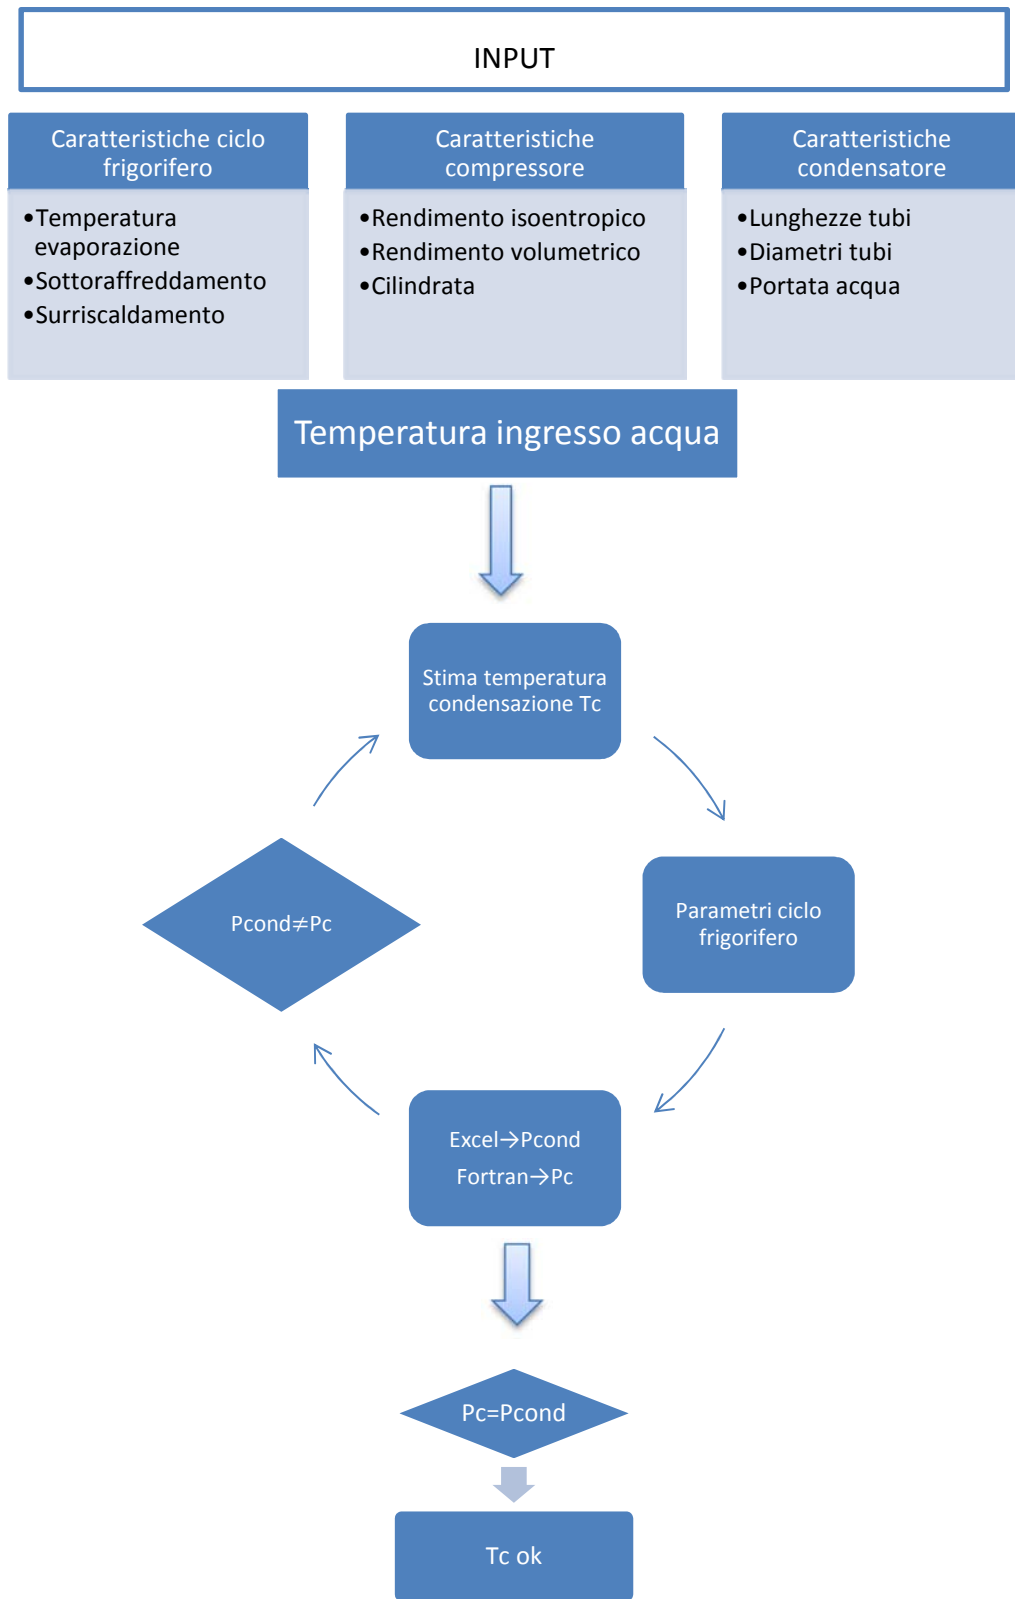 INPUT
Caratteristiche ciclo
frigorifero
•Temperatura
evaporazione
•Sottoraffreddamento
•Surriscaldamento
Caratteristiche
compressore
•Rendimento isoentropico
•Rendimento volumetrico
•Cilindrata
Caratteristiche
condensatore
•Lunghezze tubi
•Diametri tubi
•Portata acqua
Temperatura ingresso acqua
Stima temperatura
condensazione Tc
Parametri ciclo
frigorifero
Excel→Pcond
Fortran→Pc
Pcond≠Pc
Pc=Pcond
Tc ok